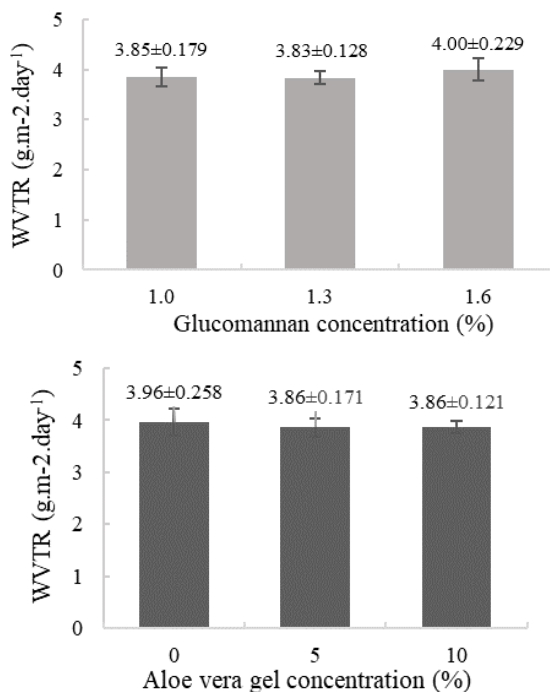 WVTR (g.m-2.day-1)
5
4
3
2
1
0
3.85±0.179 3.83±0.128 4.00±0.229
1.0 1.3 1.6
Glucomannan concentration (%)
WVTR (g.m-2.day-1)
5
4
3
2
1
0
3.96±0.258 3.86±0.171 3.86±0.121
0 5 10
Aloe vera gel concentration (%)